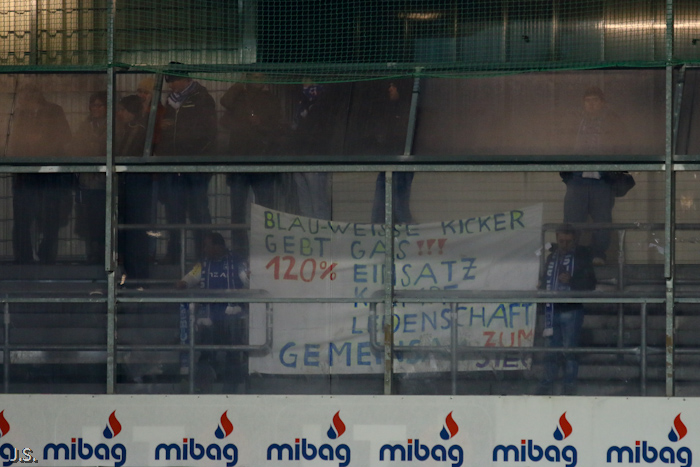 BLAU-WEISSE KICKER
GEBT GAS!!!
120% EINSATZ
LEIDENSCHAFT
GEMEINSAM ZUM
SIEG
mibag mibag mibag mibag mibag mibag
J.S.